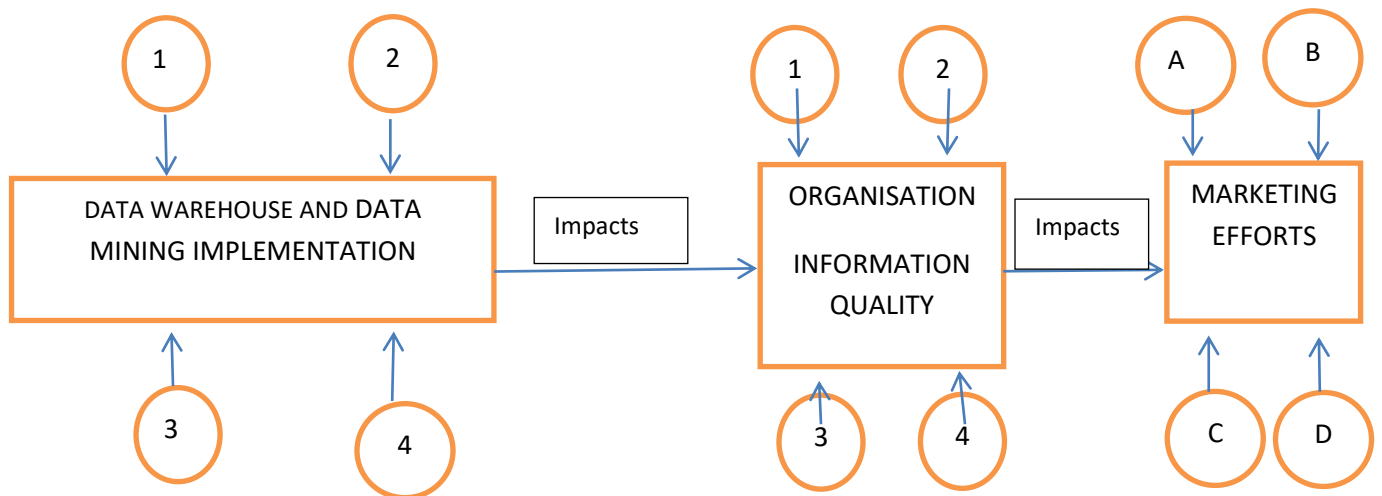 1
2
1
2
A
B
DATA WAREHOUSE AND DATA
MINING IMPLEMENTATION
Impacts
ORGANISATION
INFORMATION
QUALITY
Impacts
MARKETING
EFFORTS
3
4
3
4
C
D